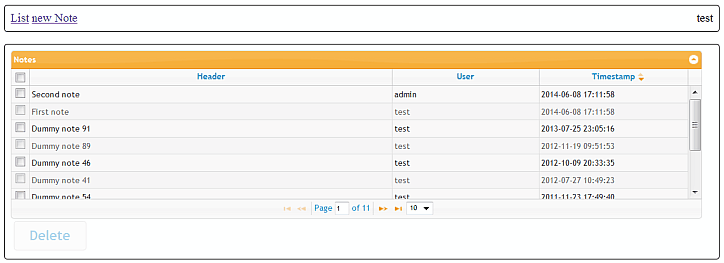 List new Note test
Notes
Header User Timestamp
Second note admin 2014-06-08 17:11:58
First note test 2014-06-08 17:11:58
Dummy note 91 test 2013-07-25 23:05:16
Dummy note 89 test 2012-11-19 09:51:53
Dummy note 46 test 2012-10-09 20:33:35
Dummy note 41 test 2012-07-27 10:49:23
Dummy note 54 test 2011-11-23 17:49:40
Page 1 of 11 10
Delete